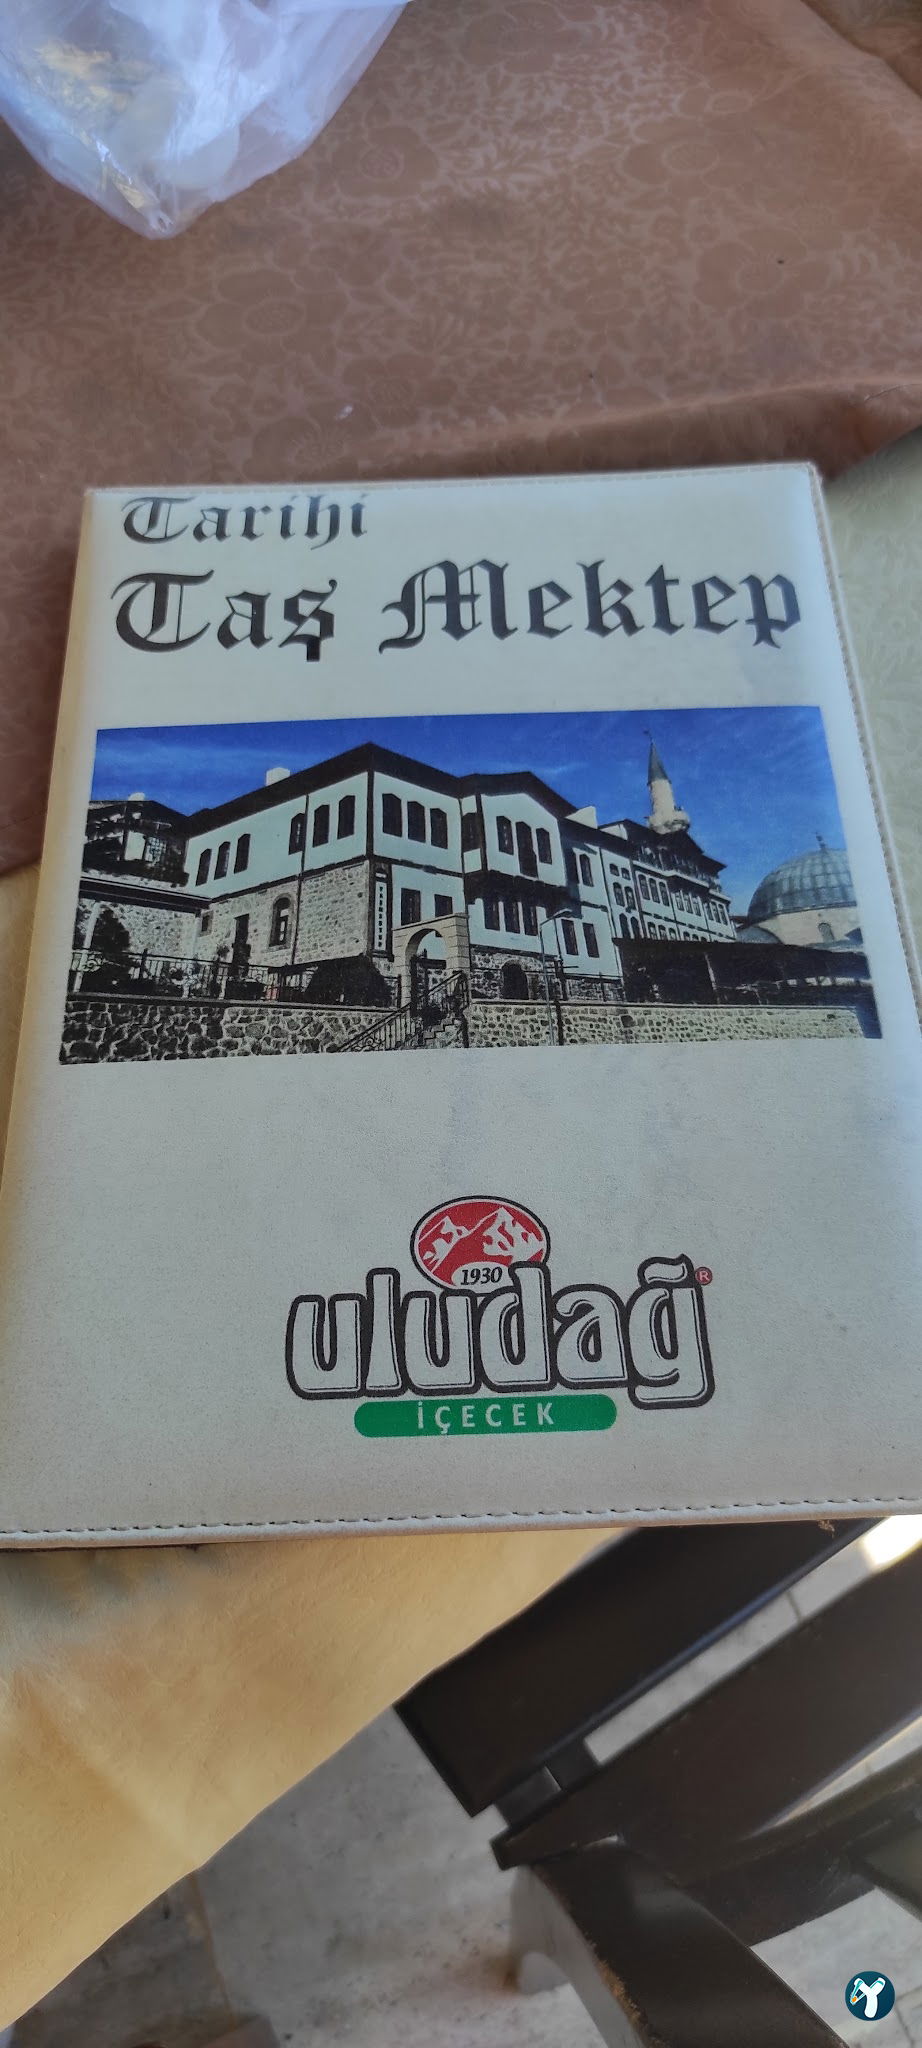 Tarihi
Taş Mektep
1930
uludağ®
İÇECEK